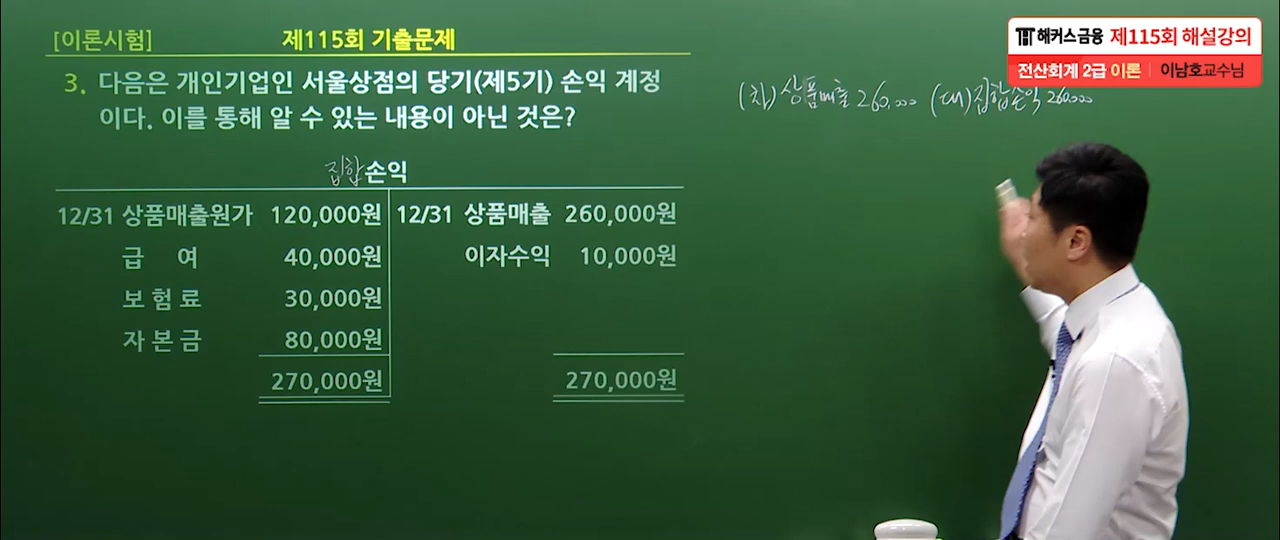 [이론시험] 제115회 기출문제
3. 다음은 개인기업인 서울상점의 당기(제5기) 손익 계정
이다. 이를 통해 알 수 있는 내용이 아닌 것은?
집합손익
12/31 상품매출원가 120,000원 12/31 상품매출 260,000원
급 여 40,000원 이자수익 10,000원
보 험 료 30,000원
자 본 금 80,000원
270,000원 270,000원
(차)상품매출 260,000 (대)집합손익 260,000
해커스금융 제115회 해설강의
전산회계 2급 이론 | 이남호교수님